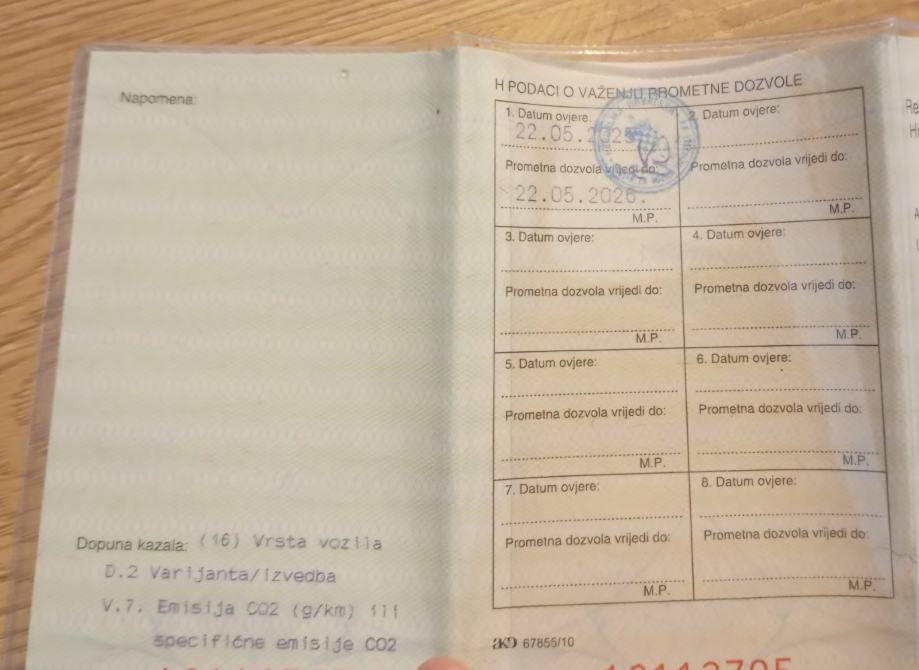 Napomena:
Dopuna kazala: (16) Vrsta vozila
D.2 Varijanta/izvedba
V.7. Emisija CO2 (g/km) ili
specifične emisije CO2
H PODACI O VAŽENJU PROMETNE DOZVOLE
1. Datum ovjere:
22.05.2025.
Prometna dozvola vrijedi do:
22.05.2026.
M.P.
2. Datum ovjere:
Prometna dozvola vrijedi do:
M.P.
3. Datum ovjere:
Prometna dozvola vrijedi do:
M.P.
4. Datum ovjere:
Prometna dozvola vrijedi do:
M.P.
5. Datum ovjere:
Prometna dozvola vrijedi do:
M.P.
6. Datum ovjere:
Prometna dozvola vrijedi do:
M.P.
7. Datum ovjere:
Prometna dozvola vrijedi do:
M.P.
8. Datum ovjere:
Prometna dozvola vrijedi do:
M.P.
AKD 67855/10